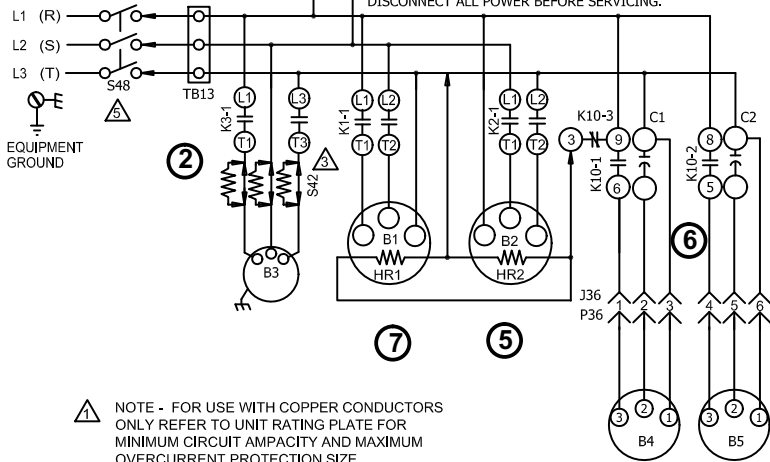 DISCONNECT ALL POWER BEFORE SERVICING.
L1 (R)
L2 (S)
L3 (T)
S48
5
TB13
EQUIPMENT
GROUND
2
K3-1
L1
T1
L3
T3
3
S42
B3
K1-1
L1
L2
T1
T2
B1
HR1
7
K2-1
L1
L2
T1
T2
B2
HR2
5
3
K10-3
9
K10-1
6
C1
8
K10-2
5
C2
6
J36
P36
1
2
3
4
5
6
3
2
1
B4
3
2
1
B5
1
NOTE - FOR USE WITH COPPER CONDUCTORS
ONLY REFER TO UNIT RATING PLATE FOR
MINIMUM CIRCUIT AMPACITY AND MAXIMUM
OVERCURRENT PROTECTION SIZE